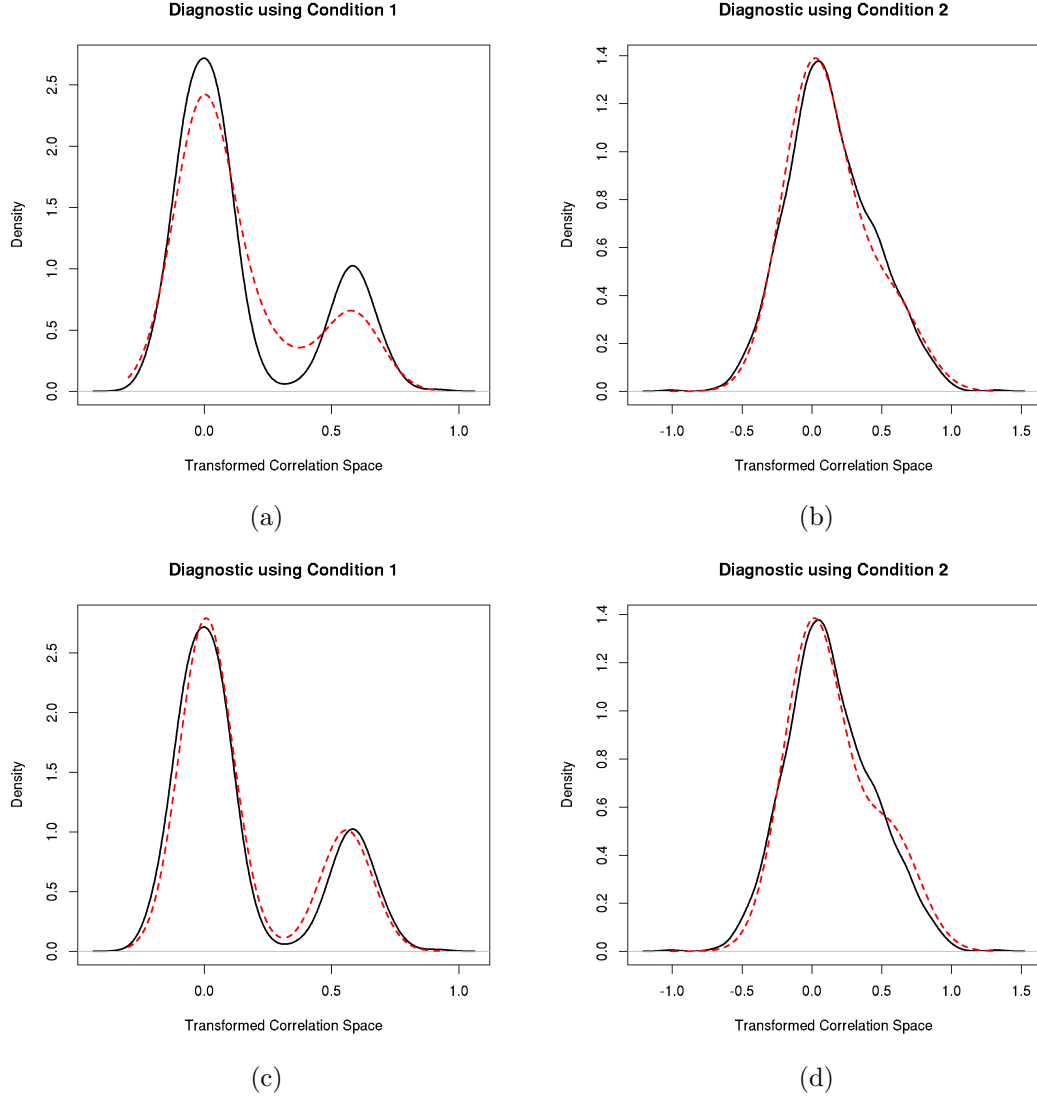 Diagnostic using Condition 1
Density
0.0 0.5 1.0 1.5 2.0 2.5
0.0 0.5 1.0
Transformed Correlation Space
(a)
Diagnostic using Condition 2
Density
0.0 0.2 0.4 0.6 0.8 1.0 1.2 1.4
-1.0 -0.5 0.0 0.5 1.0 1.5
Transformed Correlation Space
(b)
Diagnostic using Condition 1
Density
0.0 0.5 1.0 1.5 2.0 2.5
0.0 0.5 1.0
Transformed Correlation Space
(c)
Diagnostic using Condition 2
Density
0.0 0.2 0.4 0.6 0.8 1.0 1.2 1.4
-1.0 -0.5 0.0 0.5 1.0 1.5
Transformed Correlation Space
(d)